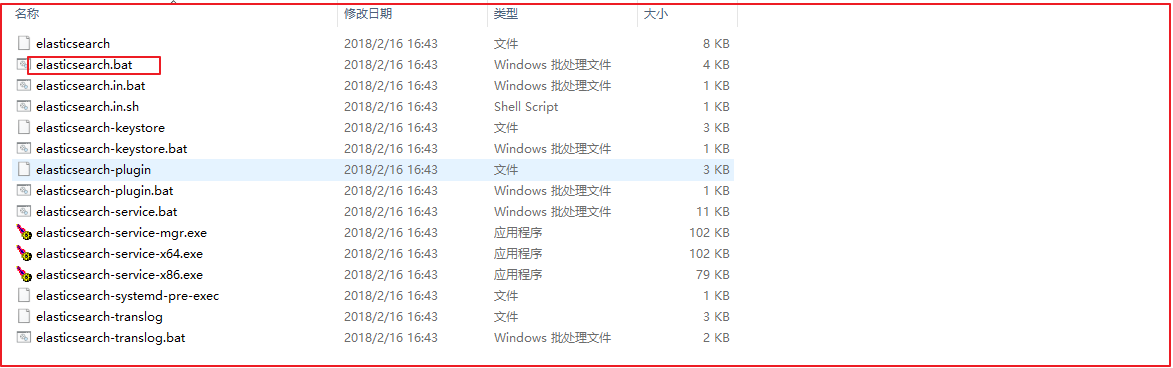 名称 修改日期 类型 大小
elasticsearch 2018/2/16 16:43 文件 8 KB
elasticsearch.bat 2018/2/16 16:43 Windows 批处理文件 4 KB
elasticsearch.in.bat 2018/2/16 16:43 Windows 批处理文件 1 KB
elasticsearch.in.sh 2018/2/16 16:43 Shell Script 1 KB
elasticsearch-keystore 2018/2/16 16:43 文件 3 KB
elasticsearch-keystore.bat 2018/2/16 16:43 Windows 批处理文件 1 KB
elasticsearch-plugin 2018/2/16 16:43 文件 3 KB
elasticsearch-plugin.bat 2018/2/16 16:43 Windows 批处理文件 1 KB
elasticsearch-service.bat 2018/2/16 16:43 Windows 批处理文件 11 KB
elasticsearch-service-mgr.exe 2018/2/16 16:43 应用程序 102 KB
elasticsearch-service-x64.exe 2018/2/16 16:43 应用程序 102 KB
elasticsearch-service-x86.exe 2018/2/16 16:43 应用程序 79 KB
elasticsearch-systemd-pre-exec 2018/2/16 16:43 文件 1 KB
elasticsearch-translog 2018/2/16 16:43 文件 3 KB
elasticsearch-translog.bat 2018/2/16 16:43 Windows 批处理文件 2 KB